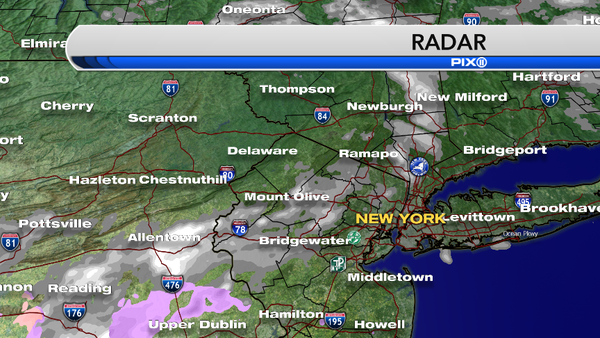 Oneonta
90
Elmira
RADAR
PIX11
Hartford
81
Thompson
91
Cherry
Newburgh
New Milford
Scranton
84
ort
Delaware
Ramapo
Bridgeport
Hazleton
Chestnuthill
80
Mount Olive
495
Brookhave
Pottsville
NEW YORK
Levittown
78
Ocean Pkwy
Allentown
Bridgewater
81
Middletown
Reading
476
176
Hamilton
195
Howell
Upper Dublin